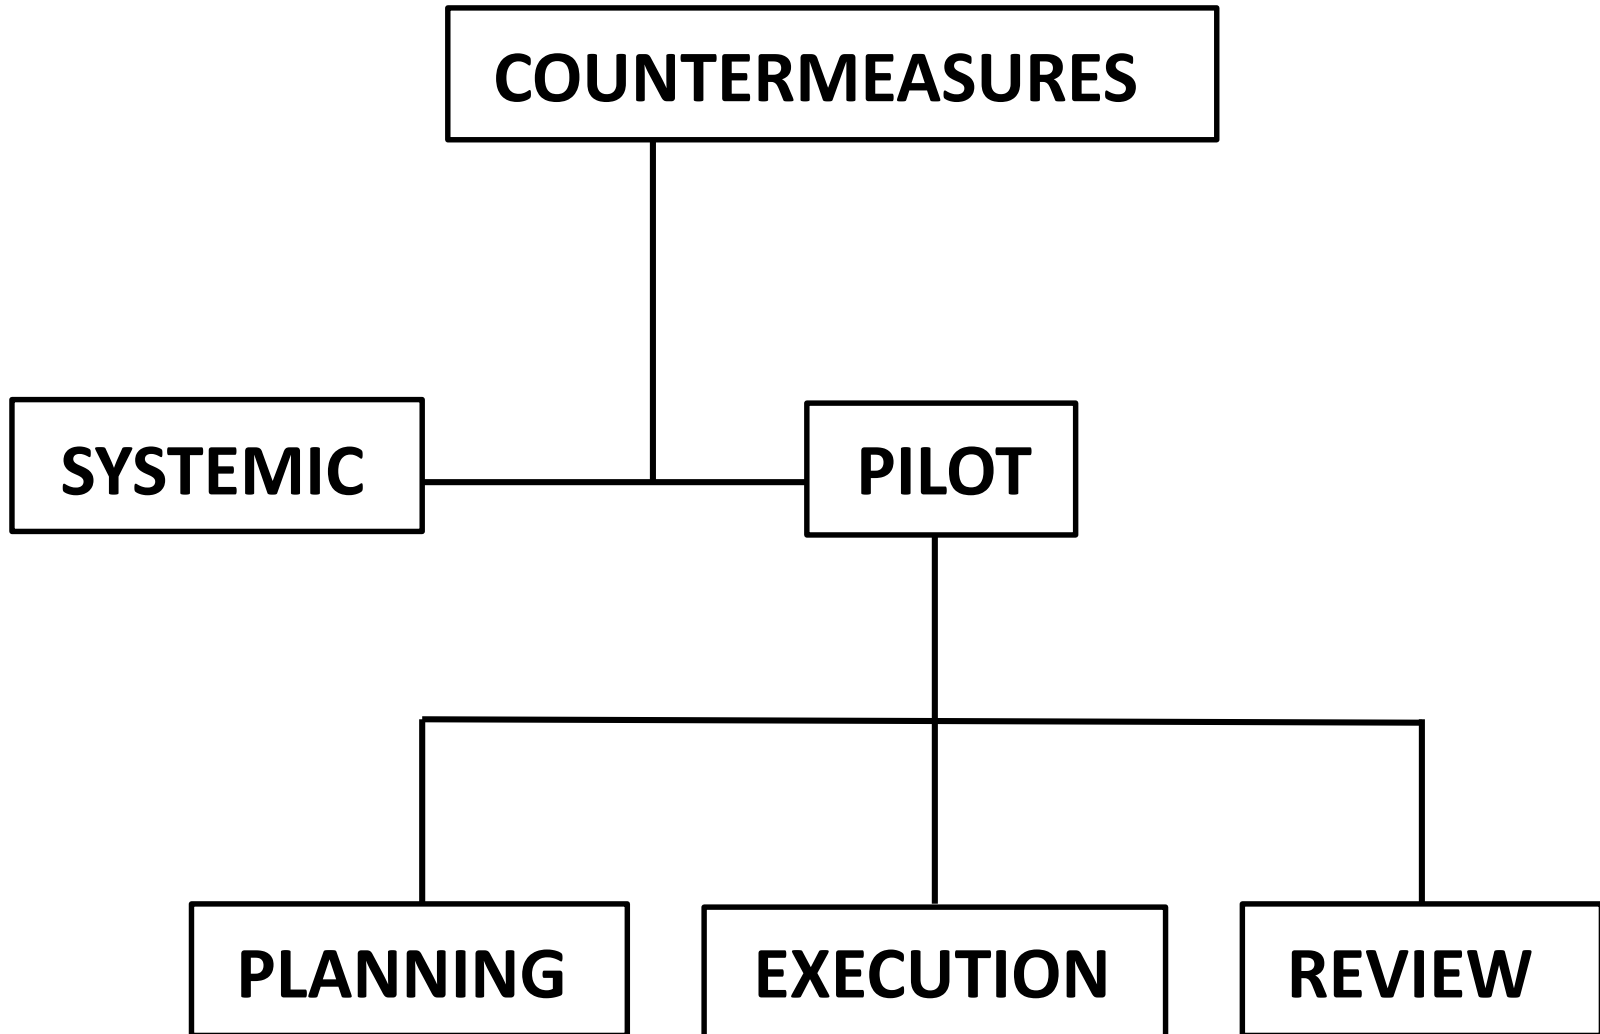 COUNTERMEASURES
SYSTEMIC
PILOT
PLANNING
EXECUTION
REVIEW